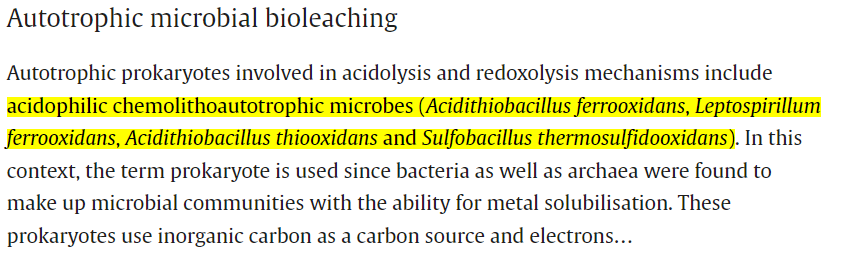 Autotrophic microbial bioleaching
Autotrophic prokaryotes involved in acidolysis and redoxolysis mechanisms include
acidophilic chemolithoautotrophic microbes (Acidithiobacillus ferrooxidans, Leptospirillum
ferrooxidans, Acidithiobacillus thiooxidans and Sulfobacillus thermosulfidooxidans). In this
context, the term prokaryote is used since bacteria as well as archaea were found to
make up microbial communities with the ability for metal solubilisation. These
prokaryotes use inorganic carbon as a carbon source and electrons…